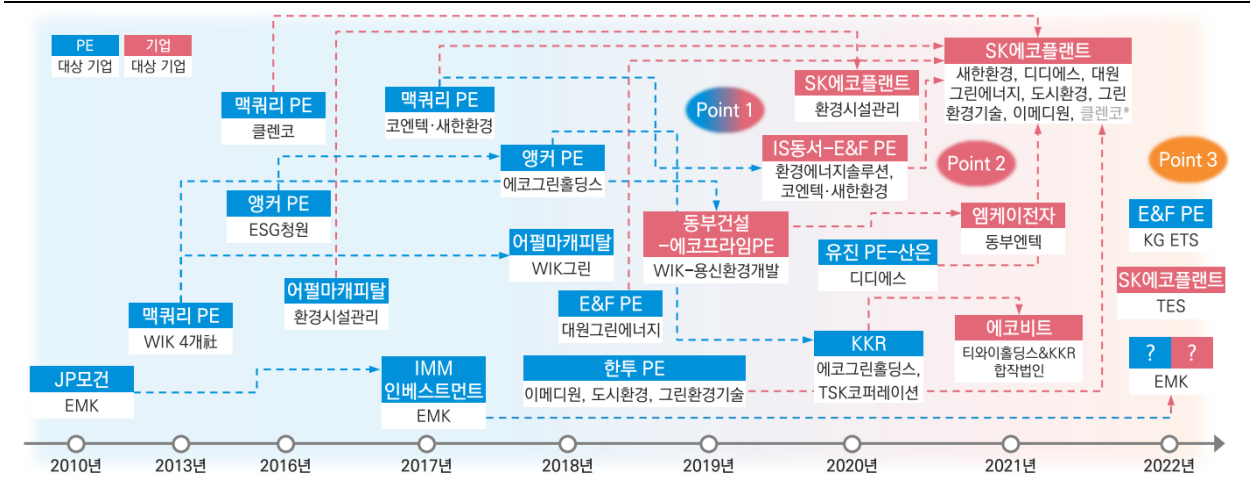 PE
대상 기업
기업
대상 기업
맥쿼리 PE
클렌코
맥쿼리 PE
코엔텍·새한환경
Point 1
SK에코플랜트
환경시설관리
SK에코플랜트
새한환경, 디디에스, 대원
그린에너지, 도시환경, 그린
환경기술, 이메디원, 클렌코*
앵커 PE
에코그린홀딩스
IS동서-E&F PE
환경에너지솔루션,
코엔텍·새한환경
Point 2
Point 3
앵커 PE
ESG청원
동부건설
-에코프라임PE
WIK-용신환경개발
엠케이전자
동부엔텍
E&F PE
KG ETS
어펄마캐피탈
WIK그린
유진 PE-산은
디디에스
어펄마캐피탈
환경시설관리
E&F PE
대원그린에너지
SK에코플랜트
TES
맥쿼리 PE
WIK 4개社
KKR
에코그린홀딩스,
TSK코퍼레이션
에코비트
티와이홀딩스&KKR
합작법인
? ?
EMK
JP모건
EMK
IMM
인베스트먼트
EMK
한투 PE
이메디원, 도시환경, 그린환경기술
2010년 2013년 2016년 2017년 2018년 2019년 2020년 2021년 2022년